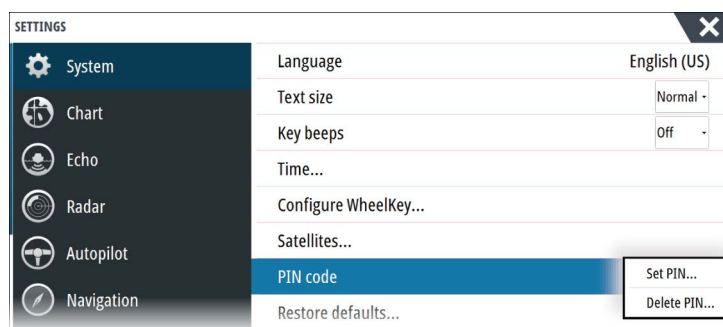 SETTINGS
System
Chart
Echo
Radar
Autopilot
Navigation
Language English (US)
Text size Normal
Key beeps Off
Time...
Configure WheelKey...
Satellites...
PIN code
Set PIN...
Delete PIN...
Restore defaults...